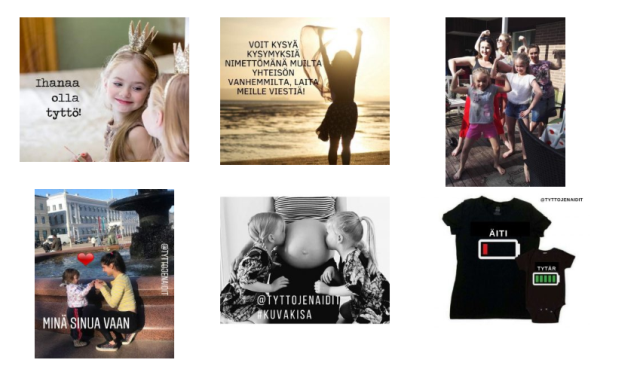 Ihanaa
olla
tyttö!
VOIT KYSYÄ
KYSYMYKSIÄ
NIMETTÖMÄNÄ MUILTA
YHTEISÖN
VANHEMMILTA, LAITA
MEILLE VIESTIÄ!
@TYTTOJENAIDIT
MINÄ SINUA VAAN
@TYTTOJENAIDIT
#KUVAKISA
@TYTTOJENAIDIT
ÄITI
TYTÄR